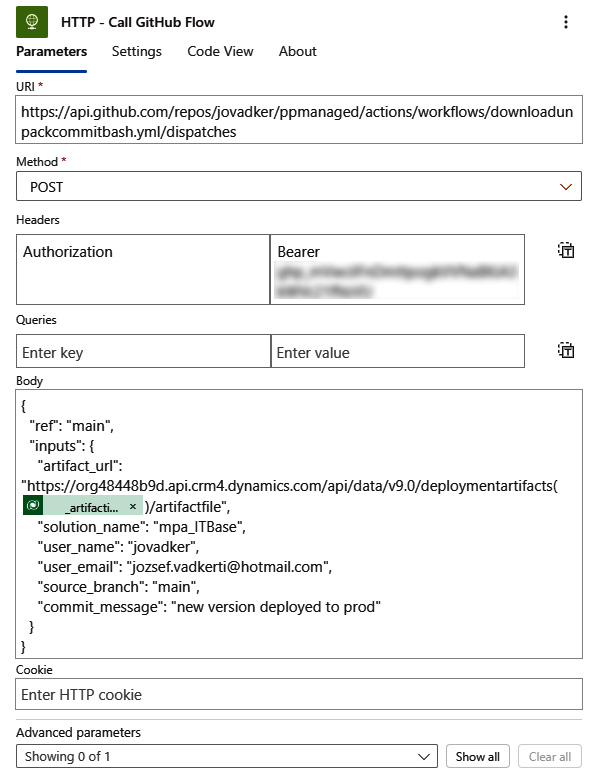 HTTP - Call GitHub Flow
Parameters Settings Code View About
URI *
https://api.github.com/repos/jovadker/ppmanaged/actions/workflows/downloadun
packcommitbash.yml/dispatches
Method *
POST
Headers
Authorization Bearer
Queries
Enter key Enter value
Body
{
"ref": "main",
"inputs": {
"artifact_url":
"https://org48448b9d.api.crm4.dynamics.com/api/data/v9.0/deploymentartifacts(
_artifacti... × )/artifactfile",
"solution_name": "mpa_ITBase",
"user_name": "jovadker",
"user_email": "jozsef.vadkerti@hotmail.com",
"source_branch": "main",
"commit_message": "new version deployed to prod"
}
}
Cookie
Enter HTTP cookie
Advanced parameters
Showing 0 of 1 Show all Clear all